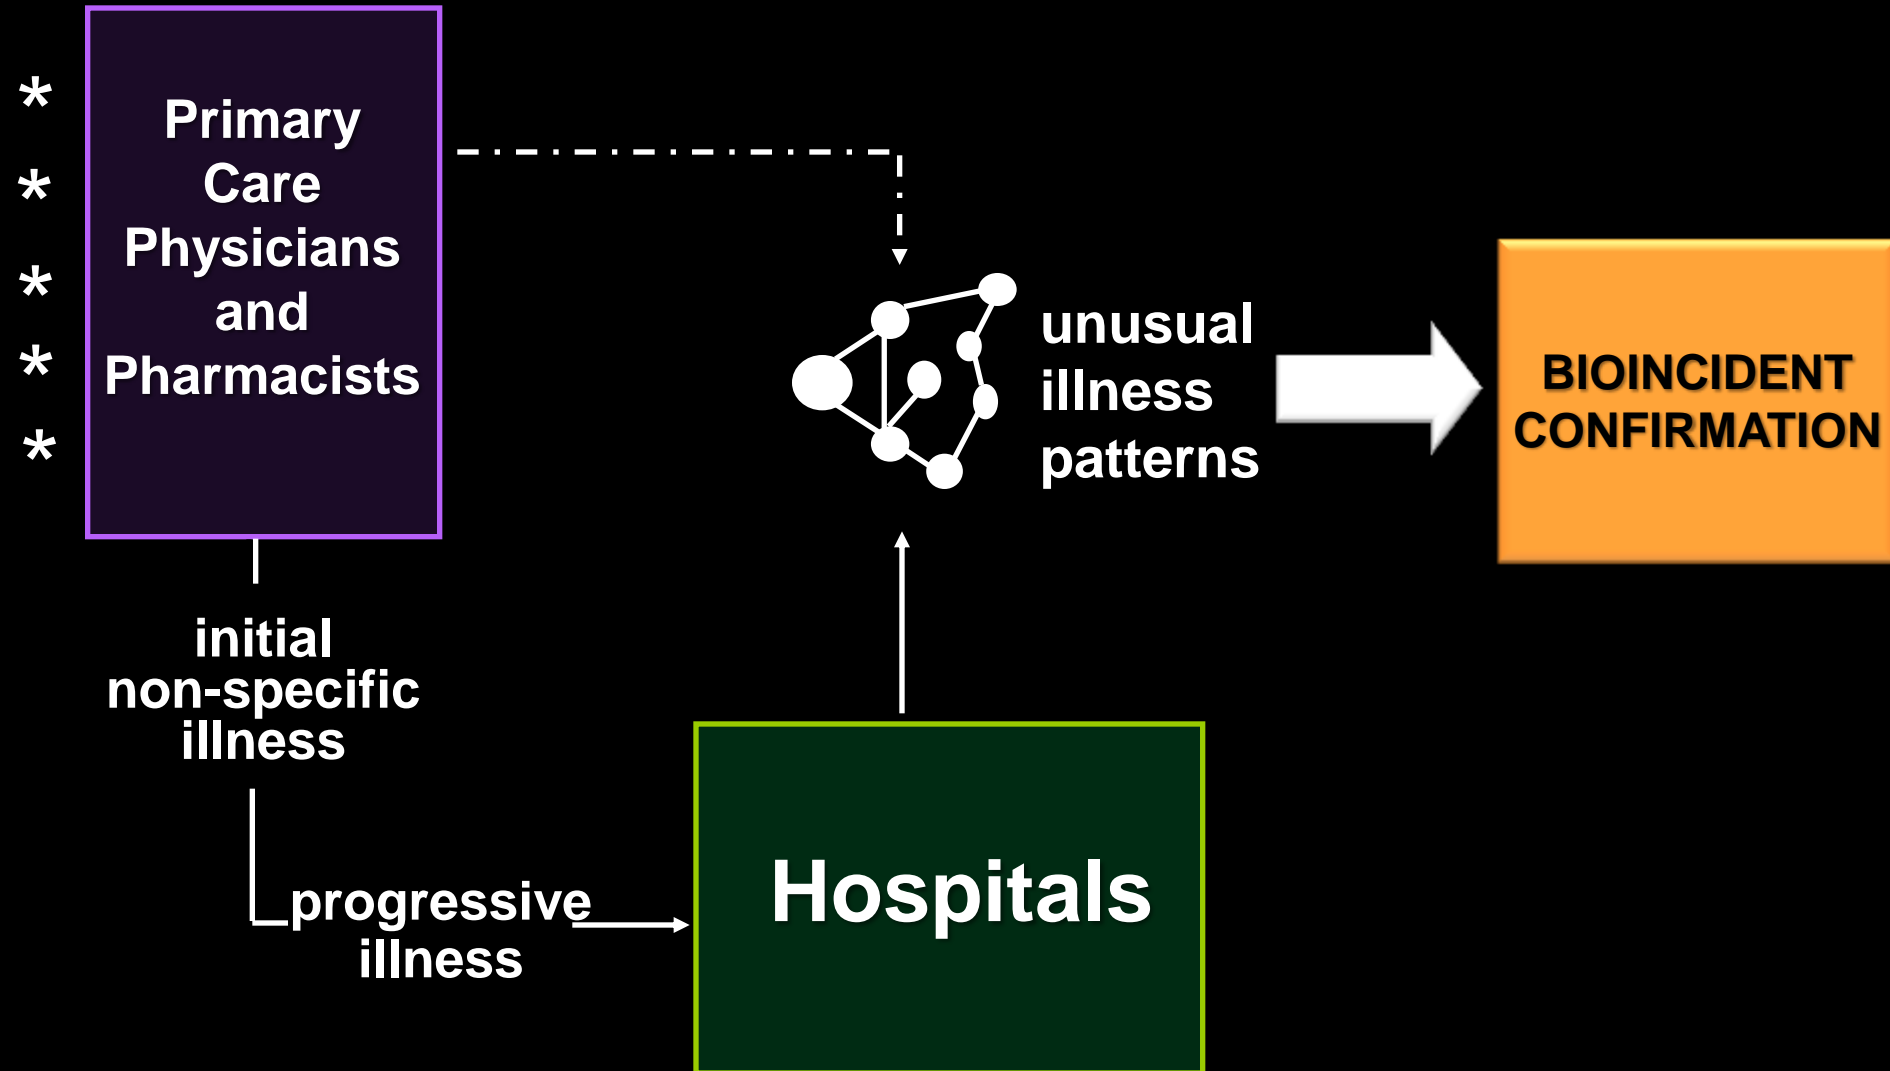 *
*
*
*
*
Primary
Care
Physicians
and
Pharmacists
unusual
illness
patterns
BIOINCIDENT
CONFIRMATION
initial
non-specific
illness
progressive
illness
Hospitals